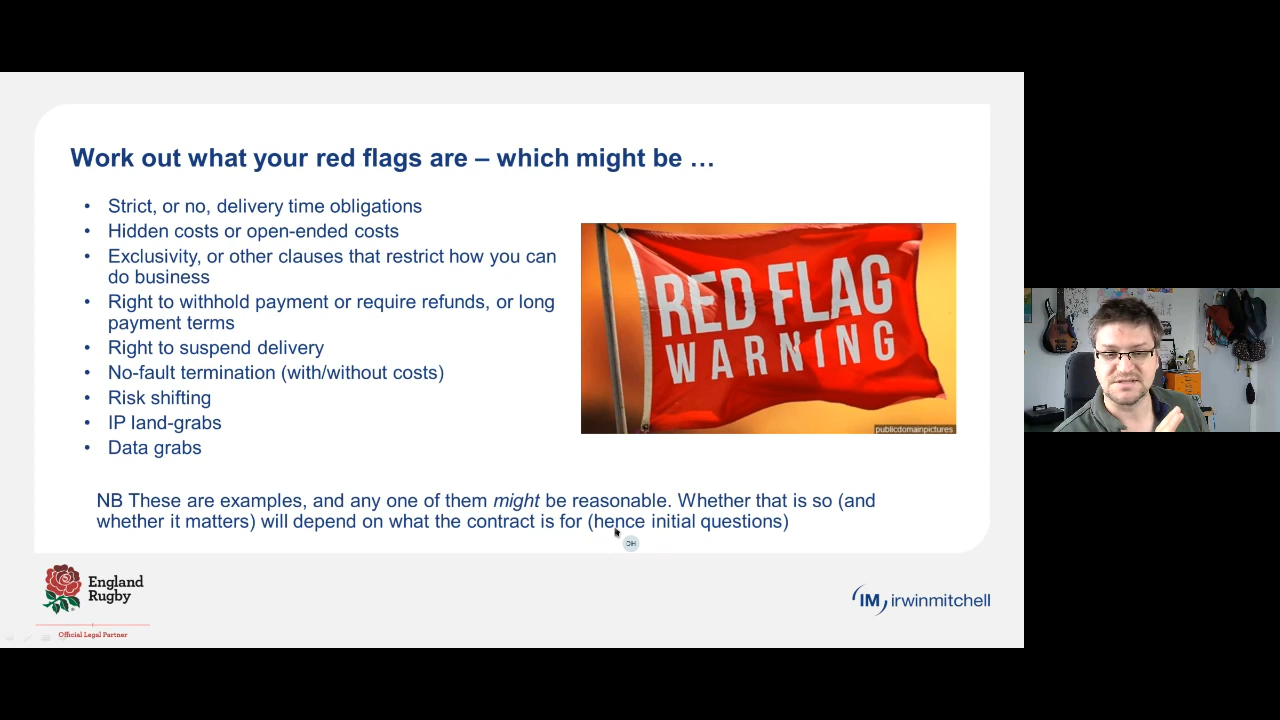 Work out what your red flags are – which might be …
• Strict, or no, delivery time obligations
• Hidden costs or open-ended costs
• Exclusivity, or other clauses that restrict how you can
do business
• Right to withhold payment or require refunds, or long
payment terms
• Right to suspend delivery
• No-fault termination (with/without costs)
• Risk shifting
• IP land-grabs
• Data grabs
RED FLAG
WARNING
publicdomainpictures
NB These are examples, and any one of them might be reasonable. Whether that is so (and
whether it matters) will depend on what the contract is for (hence initial questions)
DH
England
Rugby
Official Legal Partner
IM irwinmitchell